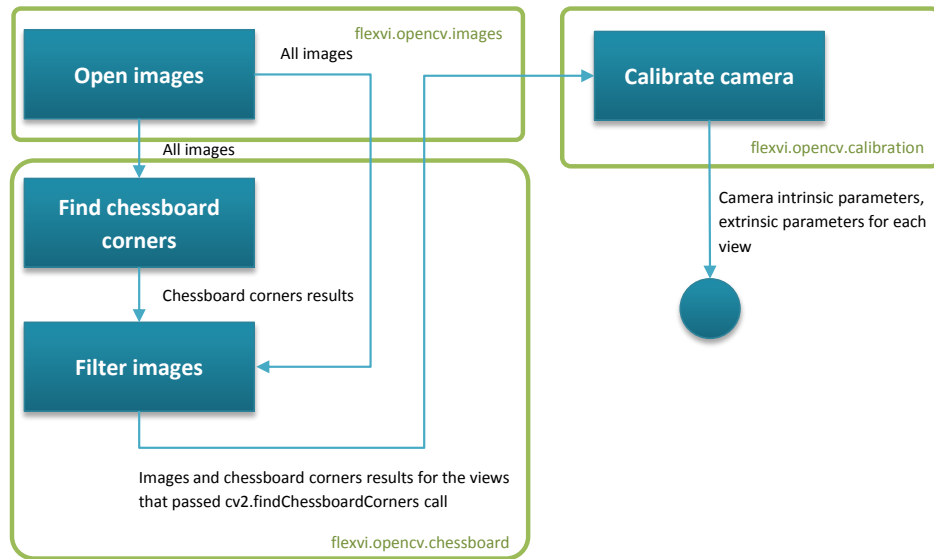 flexvi.opencv.images
Open images
All images
All images
Find chessboard
corners
Chessboard corners results
Filter images
Images and chessboard corners results for the views
that passed cv2.findChessboardCorners call
flexvi.opencv.chessboard
Calibrate camera
flexvi.opencv.calibration
Camera intrinsic parameters,
extrinsic parameters for each
view